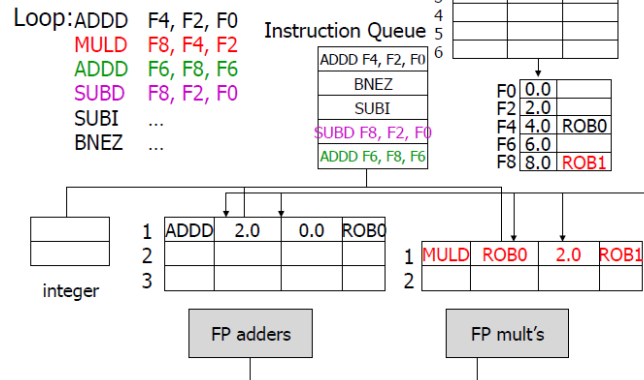 Loop: ADDD F4, F2, F0
MULD F8, F4, F2
ADDD F6, F8, F6
SUBD F8, F2, F0
SUBI ...
BNEZ ...
Instruction Queue
ADDD F4, F2, F0
BNEZ
SUBI
SUBD F8, F2, F0
ADDD F6, F8, F6
4
5
6
F0 0.0
F2 2.0
F4 4.0 ROB0
F6 6.0
F8 8.0 ROB1
integer
1 ADDD 2.0 0.0 ROB0
2
3
1 MULD ROB0 2.0 ROB1
2
FP adders
FP mult's